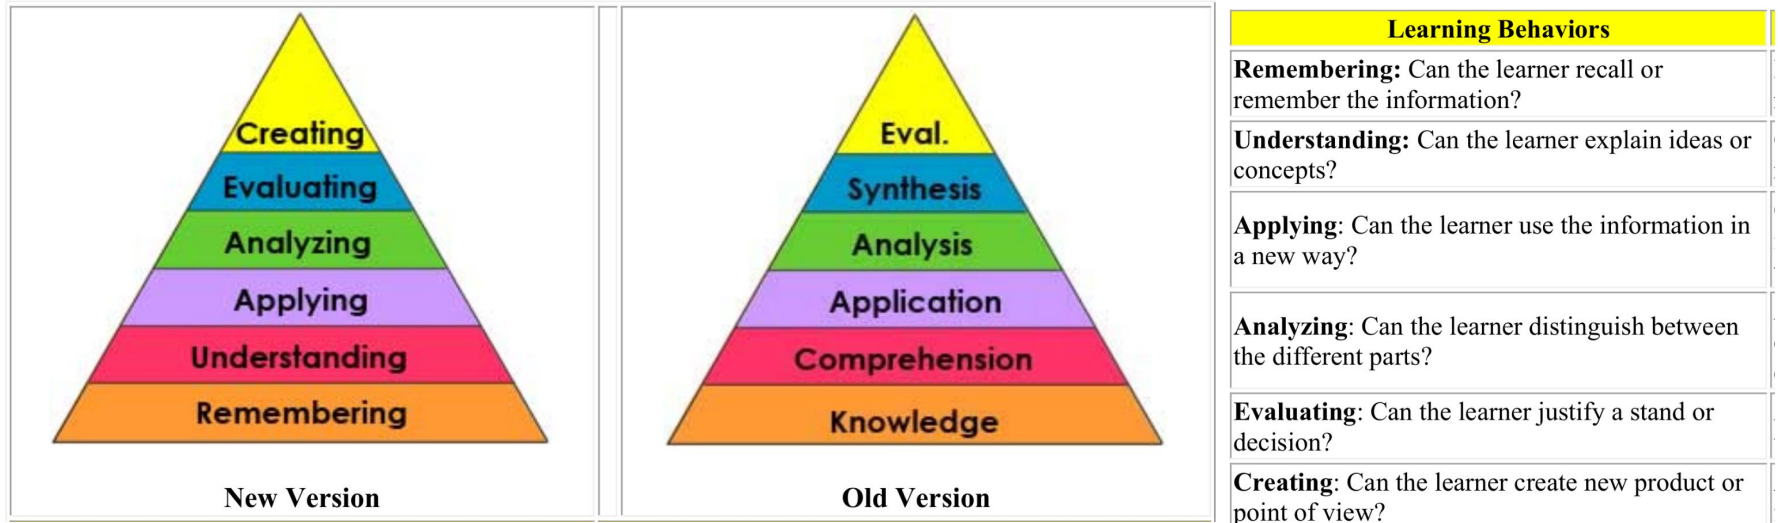 Creating
Evaluating
Analyzing
Applying
Understanding
Remembering
New Version
Eval.
Synthesis
Analysis
Application
Comprehension
Knowledge
Old Version
Learning Behaviors
Remembering: Can the learner recall or
remember the information?
Understanding: Can the learner explain ideas or
concepts?
Applying: Can the learner use the information in
a new way?
Analyzing: Can the learner distinguish between
the different parts?
Evaluating: Can the learner justify a stand or
decision?
Creating: Can the learner create new product or
point of view?